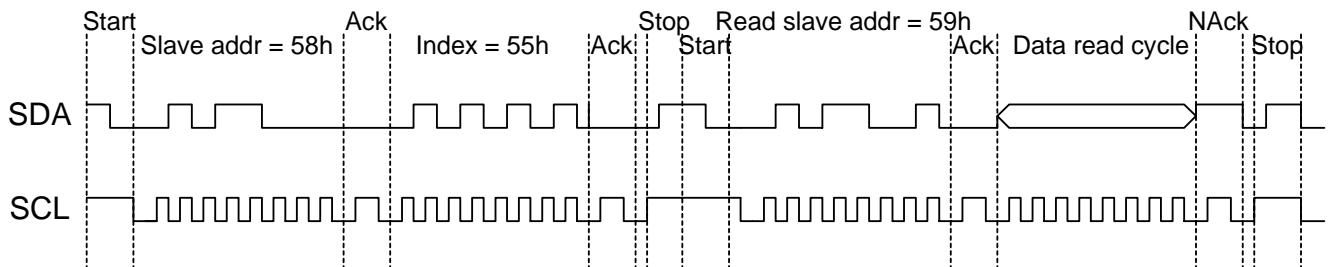 Start Ack Stop Read slave addr = 59h NAck
Slave addr = 58h Index = 55h Ack Start Ack Data read cycle Stop
SDA
SCL